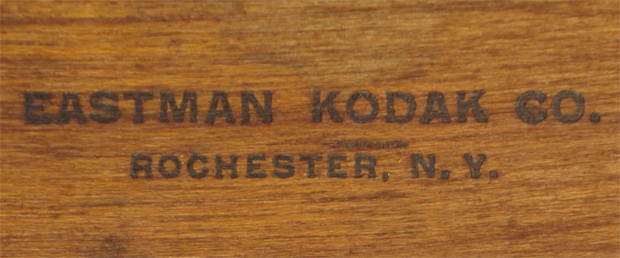 EASTMAN KODAK CO.
ROCHESTER, N. Y.